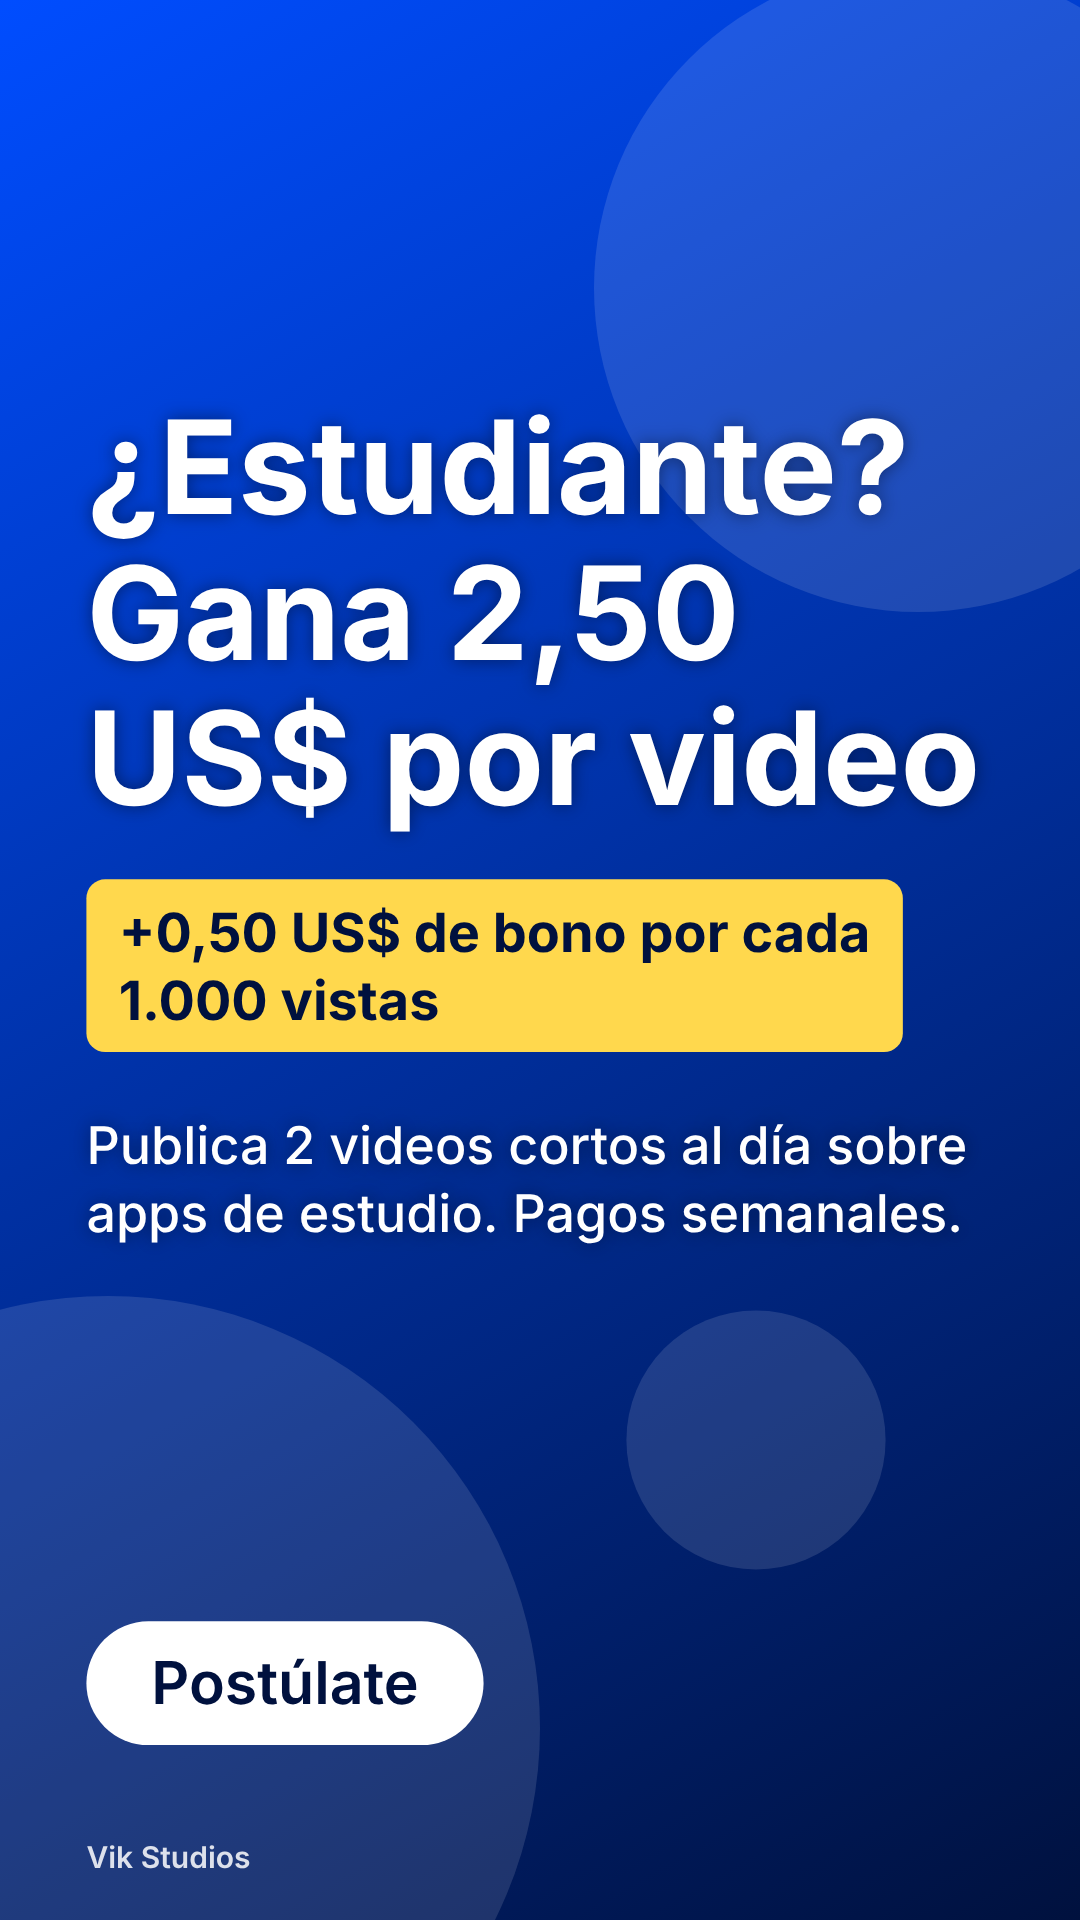 ¿Estudiante?
Gana 2,50
US$ por video
+0,50 US$ de bono por cada
1.000 vistas
Publica 2 videos cortos al día sobre
apps de estudio. Pagos semanales.
Postúlate
Vik Studios